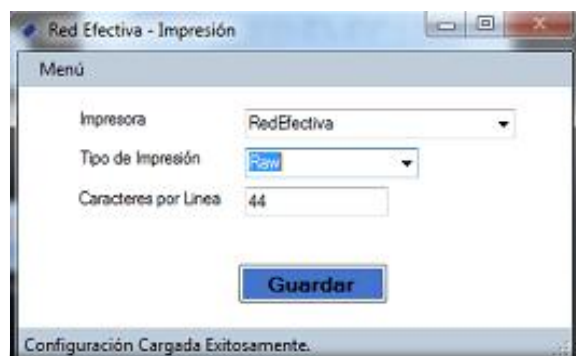 Red Efectiva - Impresión
Menú
Impresora RedEfectiva
Tipo de Impresión Raw
Caracteres por Linea 44
Guardar
Configuración Cargada Exitosamente.